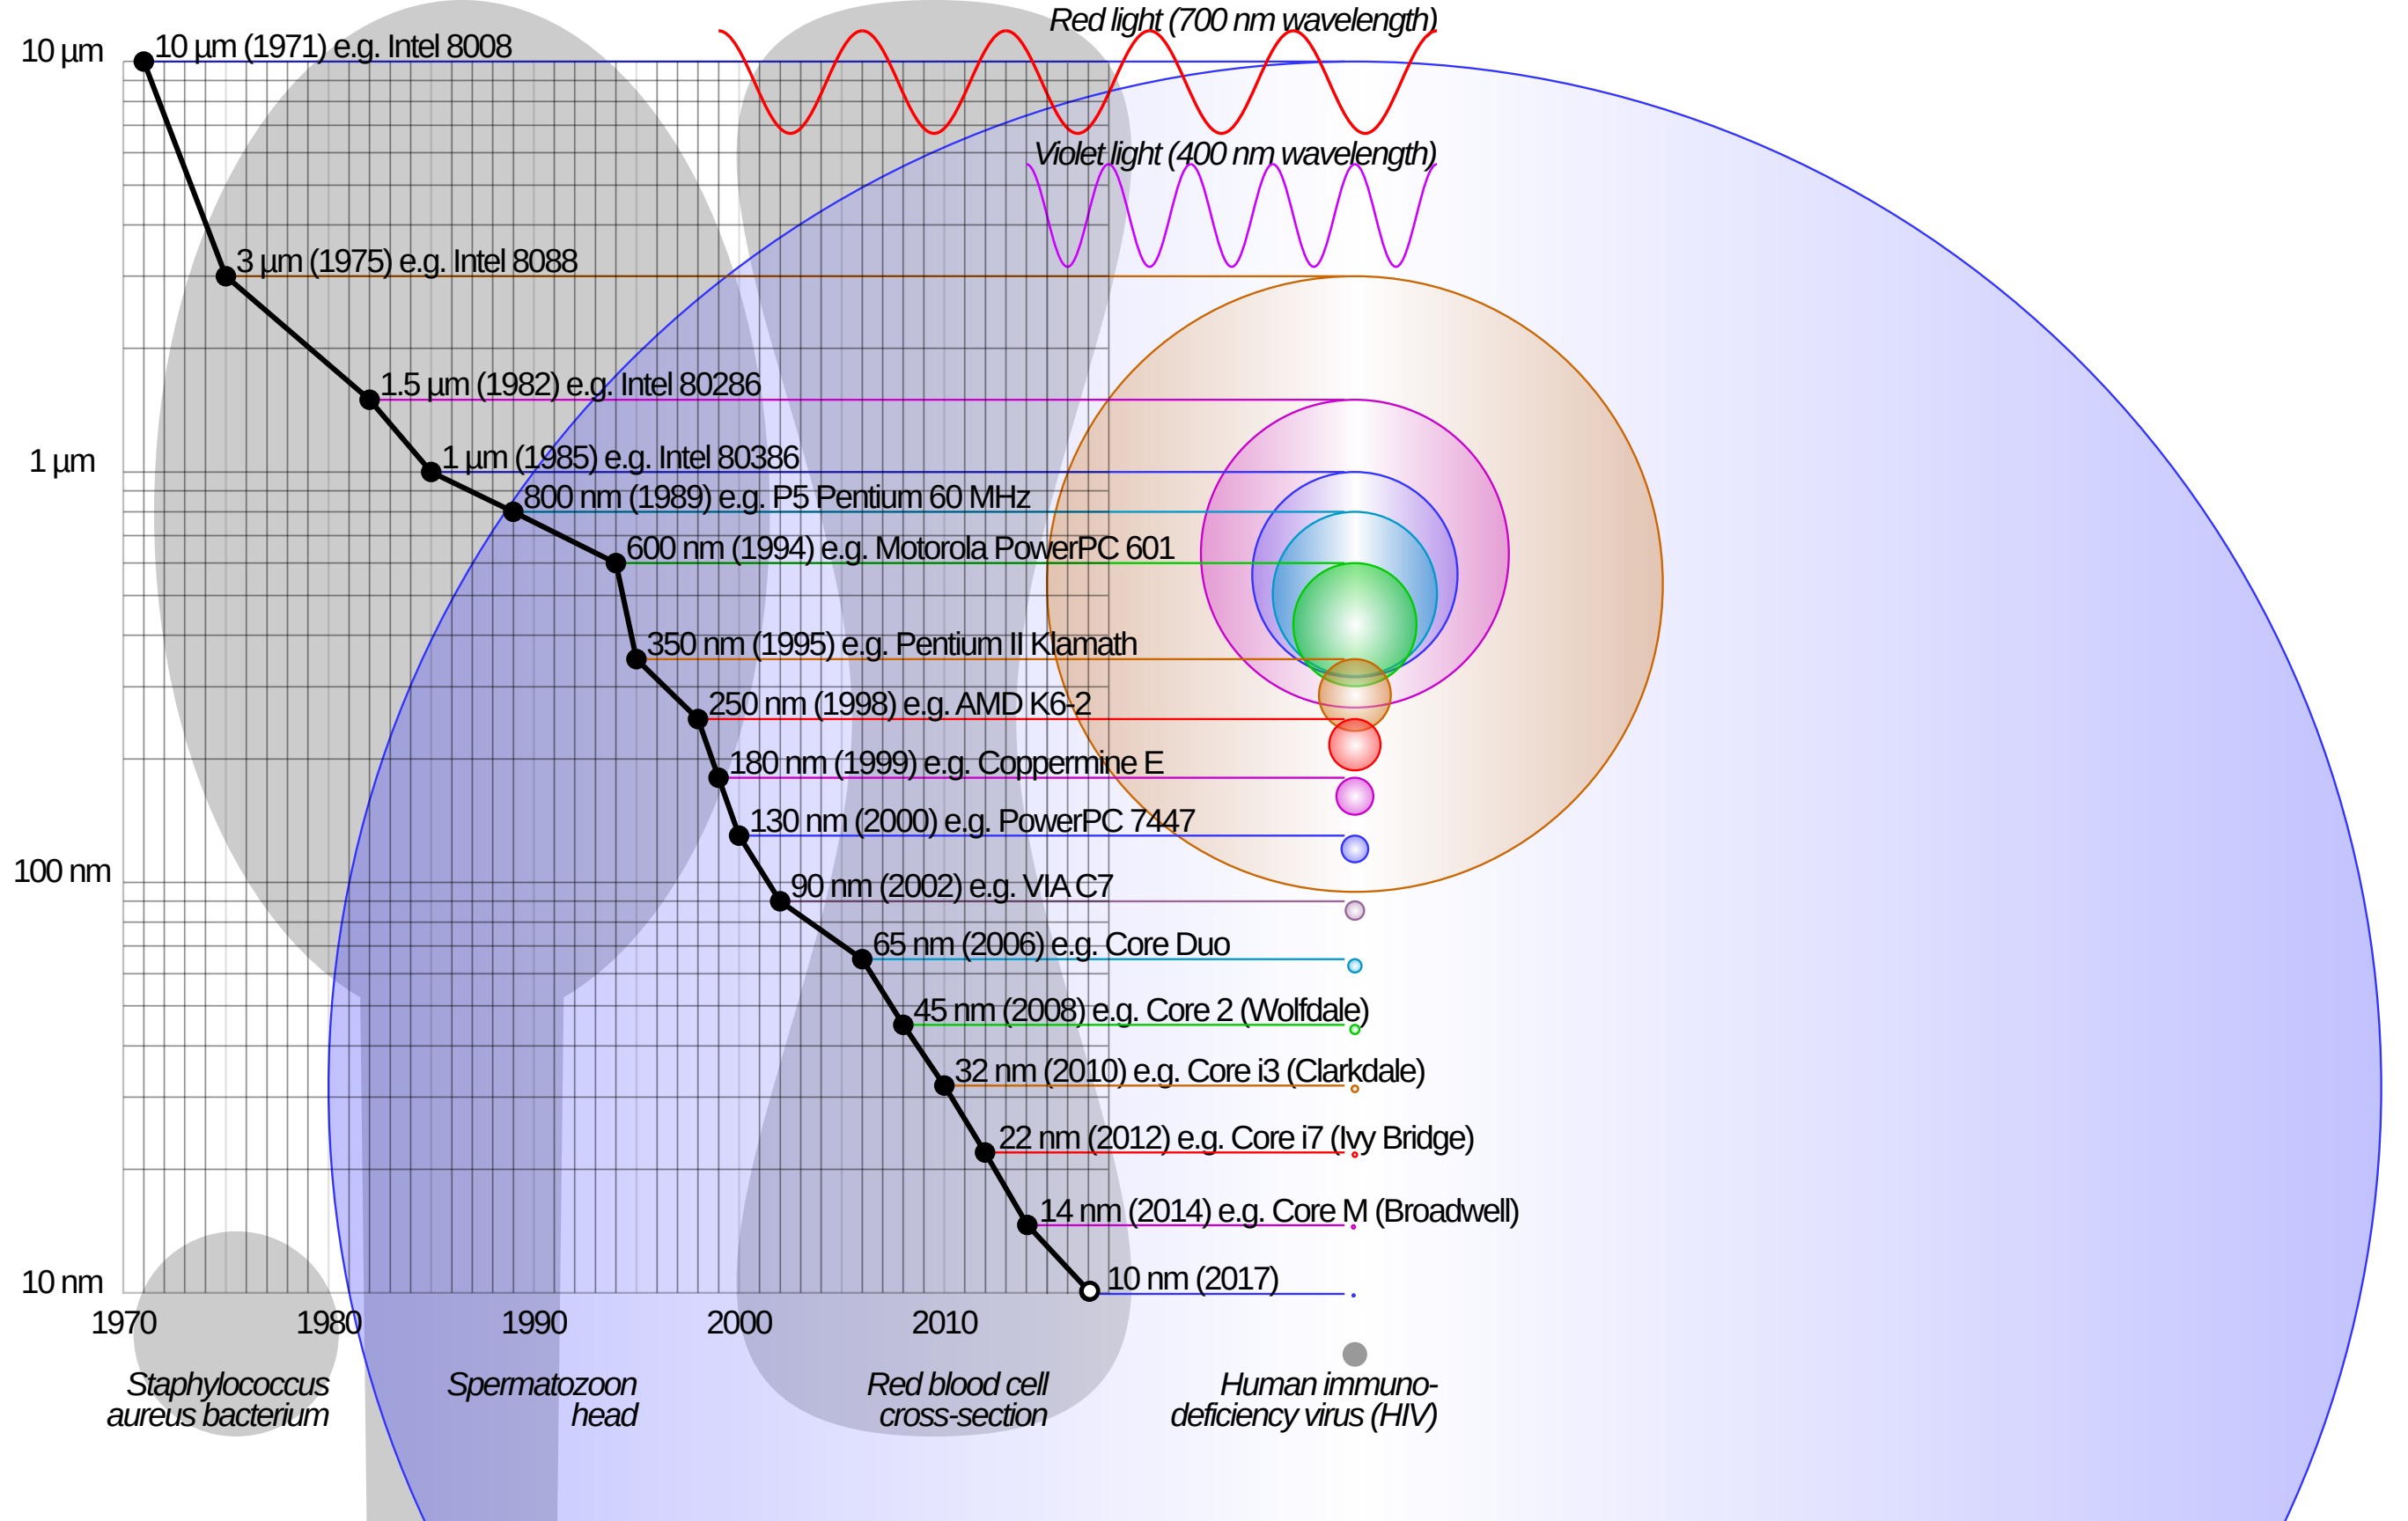 Red light (700 nm wavelength)
10 µm
10 µm (1971) e.g. Intel 8008
Violet light (400 nm wavelength)
3 µm (1975) e.g. Intel 8088
1.5 µm (1982) e.g. Intel 80286
1 µm
1 µm (1985) e.g. Intel 80386
800 nm (1989) e.g. P5 Pentium 60 MHz
600 nm (1994) e.g. Motorola PowerPC 601
350 nm (1995) e.g. Pentium II Klamath
250 nm (1998) e.g. AMD K6-2
180 nm (1999) e.g. Coppermine E
130 nm (2000) e.g. PowerPC 7447
100 nm
90 nm (2002) e.g. VIA C7
65 nm (2006) e.g. Core Duo
45 nm (2008) e.g. Core 2 (Wolfdale)
32 nm (2010) e.g. Core i3 (Clarkdale)
22 nm (2012) e.g. Core i7 (Ivy Bridge)
14 nm (2014) e.g. Core M (Broadwell)
10 nm
10 nm (2017)
1970 1980 1990 2000 2010
Staphylococcus
aureus bacterium
Spermatozoon
head
Red blood cell
cross-section
Human immuno-
deficiency virus (HIV)